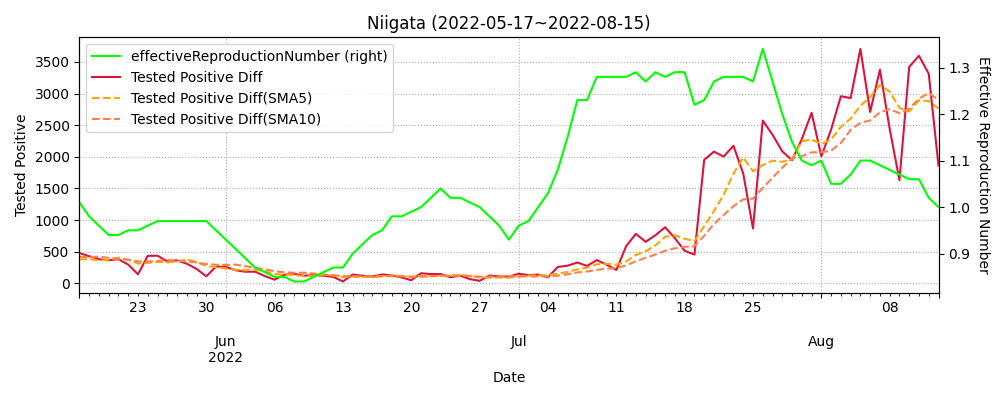 Niigata (2022-05-17~2022-08-15)
effectiveReproductionNumber (right)
Tested Positive Diff
Tested Positive Diff(SMA5)
Tested Positive Diff(SMA10)
Tested Positive
3500
3000
2500
2000
1500
1000
500
0
1.3
1.2
1.1
1.0
0.9
Effective Reproduction Number
23 30 06 13 20 27 04 11 18 25 08
Jun Jul Aug
2022
Date